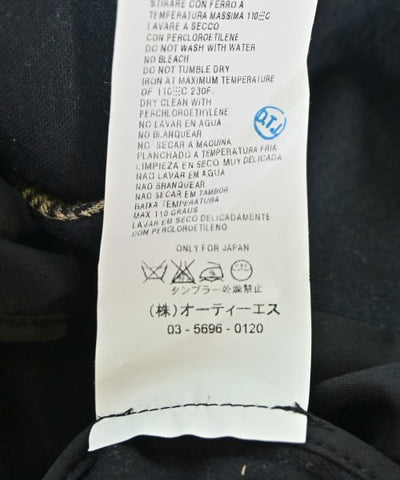 STIRARE CON FERRO A
TEMPERATURA MASSIMA 110°C
LAVARE A SECCO
CON PERCLOROETILENE
DO NOT WASH WITH WATER
NO BLEACH
DO NOT TUMBLE DRY
IRON AT MAXIMUM TEMPERATURE
OF 110°C 230F.
DRY CLEAN WITH
PERCHLOROETHYLENE
NO LAVAR EN AGUA
NO BLANQUEAR
NO SECAR A MAQUINA
PLANCHADO A TEMPERATURA FRIA
LIMPIEZA EN SECO MUY DELICADA
NAO LAVAR EM AGUA
NAO BRANQUEAR
NAO SECAR EM TAMBOR
BAIXA TEMPERATURA
MAX 110 GRAUS
LAVAR EM SECO DELICADAMENTE
COM PERCLOROETILENO
O.T.J
ONLY FOR JAPAN
タンブラー乾燥禁止
(株)オーティーエス
03-5696-0120